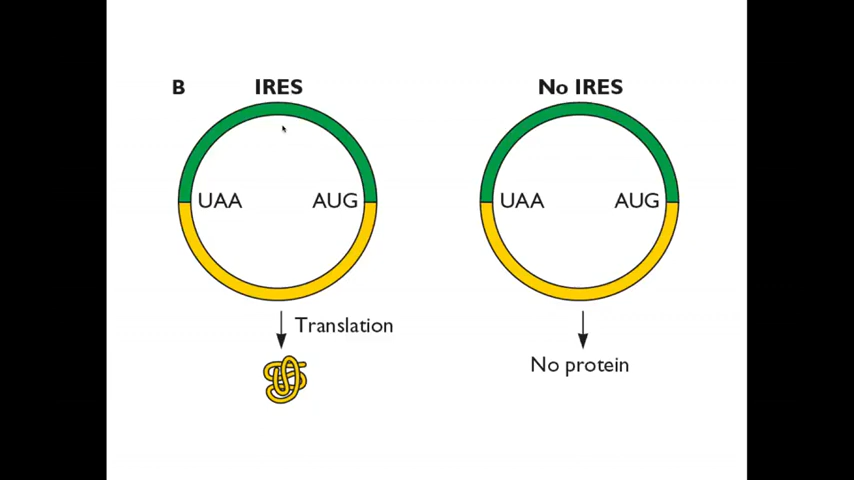 B IRES No IRES
UAA AUG UAA AUG
Translation
No protein